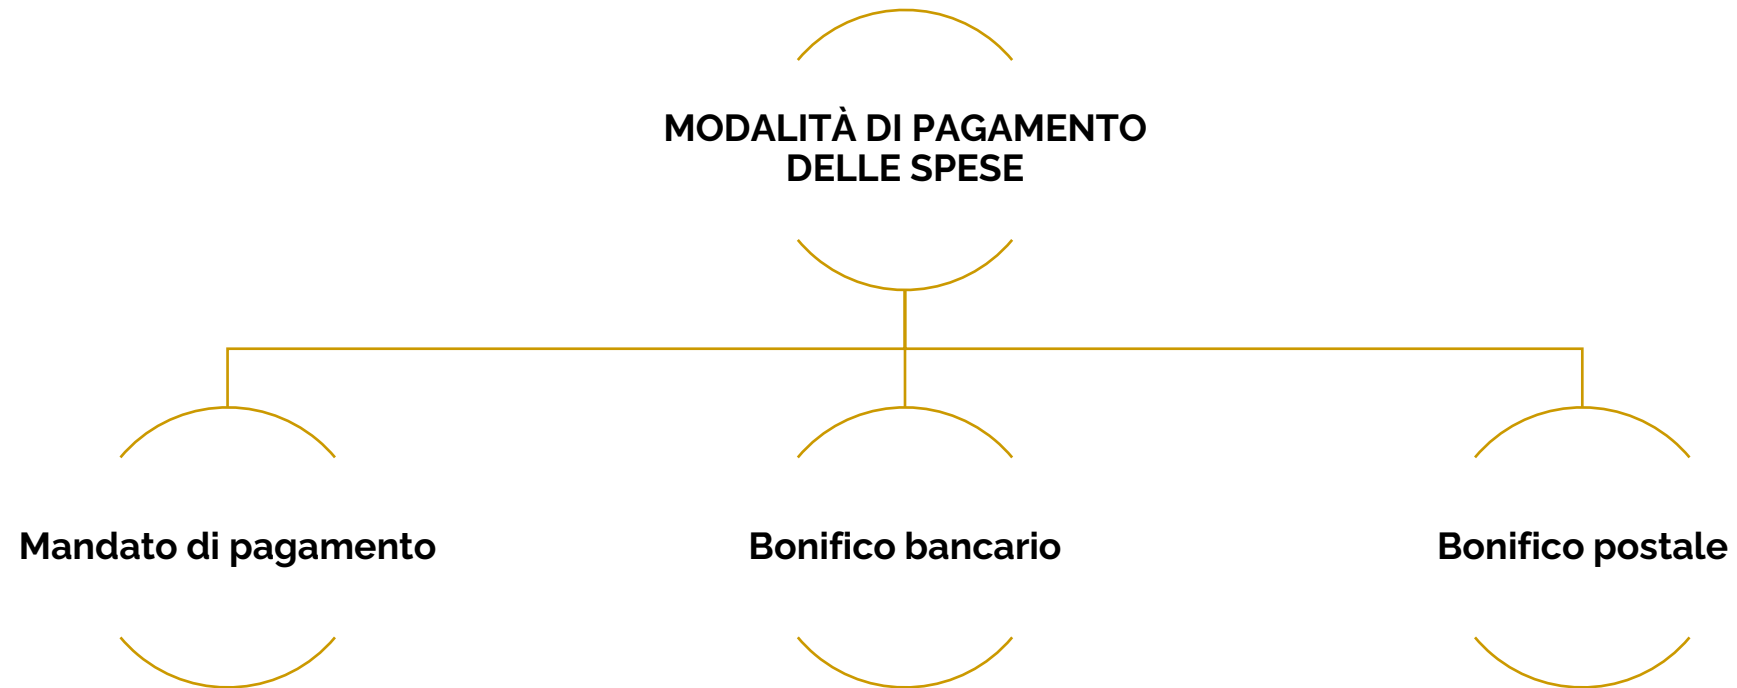 MODALITÀ DI PAGAMENTO
DELLE SPESE
Mandato di pagamento
Bonifico bancario
Bonifico postale